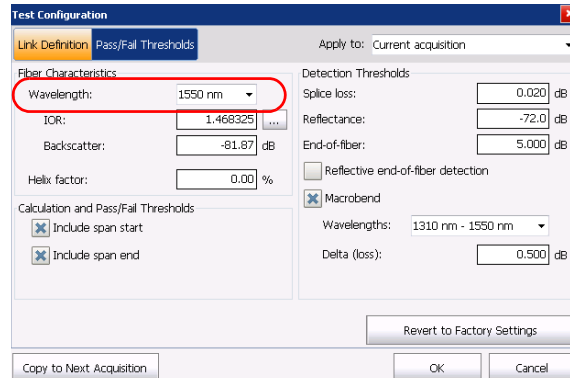 Test Configuration
Link Definition Pass/Fail Thresholds
Apply to: Current acquisition
Fiber Characteristics
Wavelength: 1550 nm
IOR: 1.468325 ...
Backscatter: -81.87 dB
Helix factor: 0.00 %
Calculation and Pass/Fail Thresholds
Include span start
Include span end
Detection Thresholds
Splice loss: 0.020 dB
Reflectance: -72.0 dB
End-of-fiber: 5.000 dB
Reflective end-of-fiber detection
Macrobend
Wavelengths: 1310 nm - 1550 nm
Delta (loss): 0.500 dB
Revert to Factory Settings
Copy to Next Acquisition
OK
Cancel